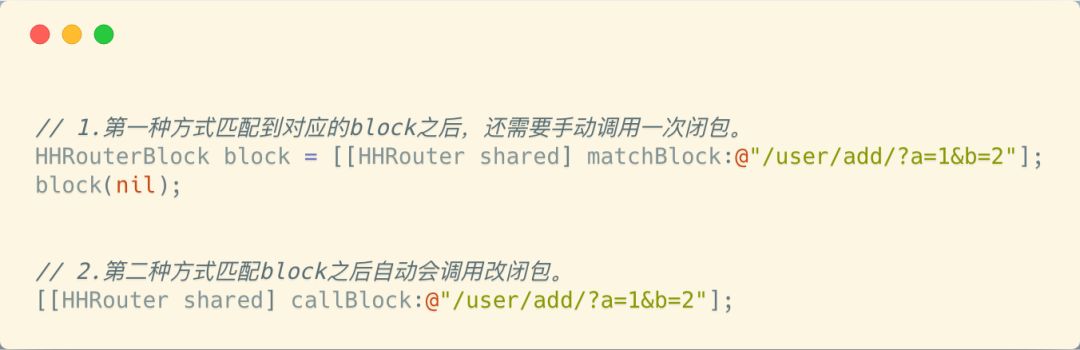 // 1.第一种方式匹配到对应的block之后，还需要手动调用一次闭包。
HHRouterBlock block = [[HHRouter shared] matchBlock:@"/user/add/?a=1&b=2"];
block(nil);
// 2.第二种方式匹配block之后自动会调用改闭包。
[[HHRouter shared] callBlock:@"/user/add/?a=1&b=2"];